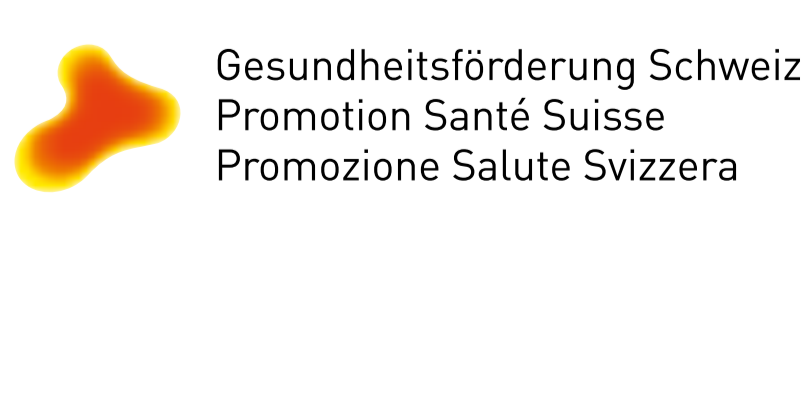 Gesundheitsförderung Schweiz
Promotion Santé Suisse
Promozione Salute Svizzera